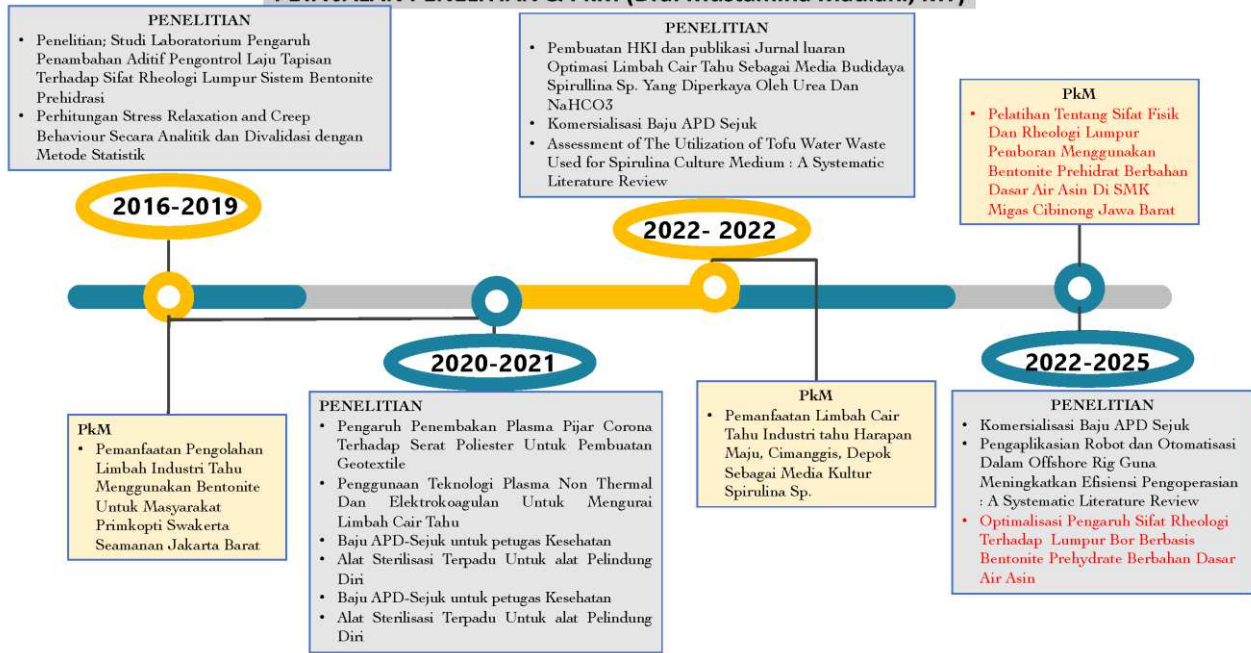 PENELITIAN
• Penelitian; Studi Laboratorium Pengaruh
Penambahan Aditif Pengontrol Laju Tapisan
Terhadap Sifat Rheologi Lumpur Sistem Bentonite
Prehidrasi
• Perhitungan Stress Relaxation and Creep
Behaviour Secara Analitik dan Divalidasi dengan
Metode Statistik
2016-2019
PkM
• Pemanfaatan Pengolahan
Limbah Industri Tahu
Menggunakan Bentonite
Untuk Masyarakat
Primkopti Swakerta
Seamanan Jakarta Barat
2020-2021
PENELITIAN
• Pengaruh Penembakan Plasma Pijar Corona
Terhadap Serat Poliester Untuk Pembuatan
Geotextile
• Penggunaan Teknologi Plasma Non Thermal
Dan Elektrokoagulan Untuk Mengurai
Limbah Cair Tahu
• Baju APD-Sejuk untuk petugas Kesehatan
• Alat Sterilisasi Terpadu Untuk alat Pelindung
Diri
• Baju APD-Sejuk untuk petugas Kesehatan
• Alat Sterilisasi Terpadu Untuk alat Pelindung
Diri
PENELITIAN
• Pembuatan HKI dan publikasi Jurnal luaran
Optimasi Limbah Cair Tahu Sebagai Media Budidaya
Spirullina Sp. Yang Diperkaya Oleh Urea Dan
NaHCO3
• Komersialisasi Baju APD Sejuk
• Assessment of The Utilization of Tofu Water Waste
Used for Spirulina Culture Medium : A Systematic
Literature Review
2022- 2022
PkM
• Pemanfaatan Limbah Cair
Tahu Industri tahu Harapan
Maju, Cimanggis, Depok
Sebagai Media Kultur
Spirulina Sp.
PkM
• Pelatihan Tentang Sifat Fisik
Dan Rheologi Lumpur
Pemboran Menggunakan
Bentonite Prehidrat Berbahan
Dasar Air Asin Di SMK
Migas Cibinong Jawa Barat
2022-2025
PENELITIAN
• Komersialisasi Baju APD Sejuk
• Pengaplikasian Robot dan Otomatisasi
Dalam Offshore Rig Guna
Meningkatkan Efisiensi Pengoperasian
: A Systematic Literature Review
• Optimalisasi Pengaruh Sifat Rheologi
Terhadap Lumpur Bor Berbasis
Bentonite Prehydrate Berbahan Dasar
Air Asin